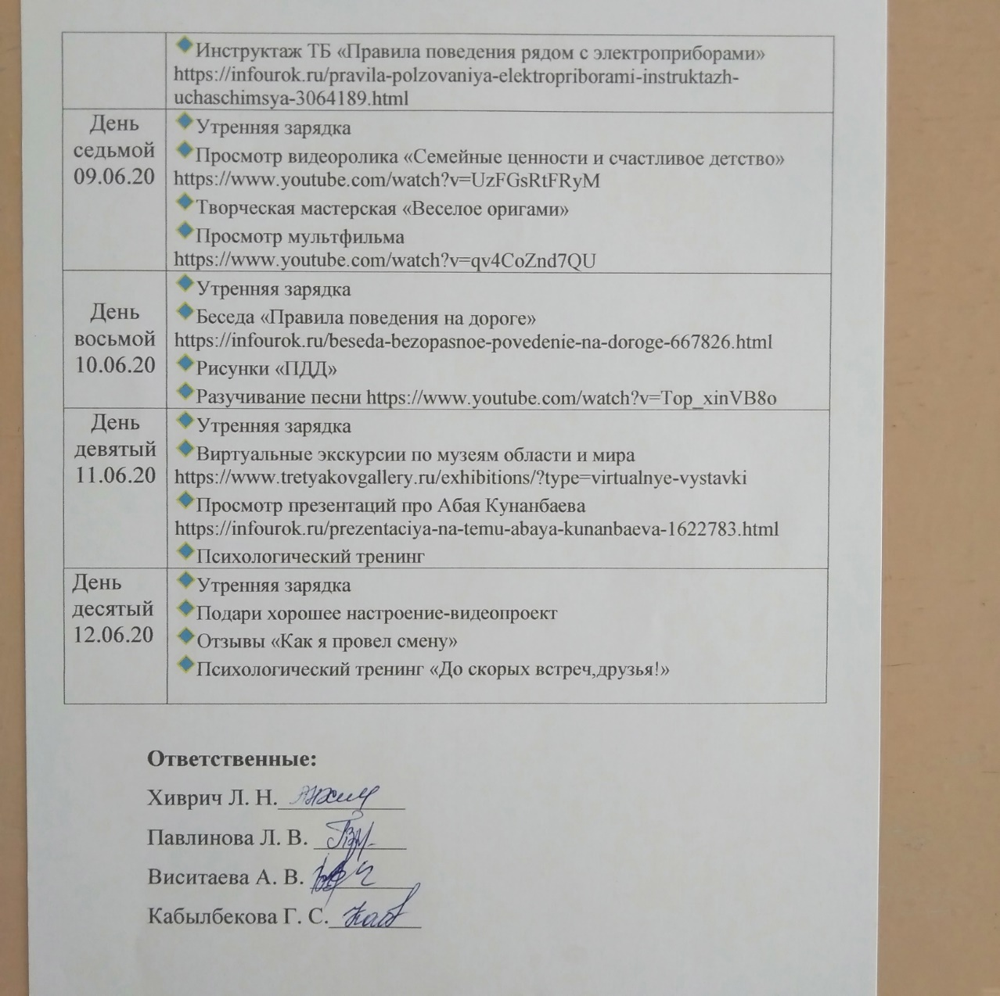 Инструктаж ТБ «Правила поведения рядом с электроприборами»
https://infourok.ru/pravila-polzovaniya-elektropriborami-instruktazh-
uchaschimsya-3064189.html
День
седьмой
09.06.20
Утренняя зарядка
Просмотр видеоролика «Семейные ценности и счастливое детство»
https://www.youtube.com/watch?v=UzFGsRtFRyM
Творческая мастерская «Веселое оригами»
Просмотр мультфильма
https://www.youtube.com/watch?v=qv4CoZnd7QU
День
восьмой
10.06.20
Утренняя зарядка
Беседа «Правила поведения на дороге»
https://infourok.ru/beseda-bezopasnoe-povedenie-na-doroge-667826.html
Рисунки «ПДД»
Разучивание песни https://www.youtube.com/watch?v=Top_xinVB8o
День
девятый
11.06.20
Утренняя зарядка
Виртуальные экскурсии по музеям области и мира
https://www.tretyakovgallery.ru/exhibitions/?type=virtualnye-vystavki
Просмотр презентаций про Абая Кунанбаева
https://infourok.ru/prezentaciya-na-temu-abaya-kunanbaeva-1622783.html
Психологический тренинг
День
десятый
12.06.20
Утренняя зарядка
Подари хорошее настроение-видеопроект
Отзывы «Как я провел смену»
Психологический тренинг «До скорых встреч,друзья!»
Ответственные:
Хиврич Л. Н.
Павлинова Л. В.
Виситаева А. В.
Кабылбекова Г. С.